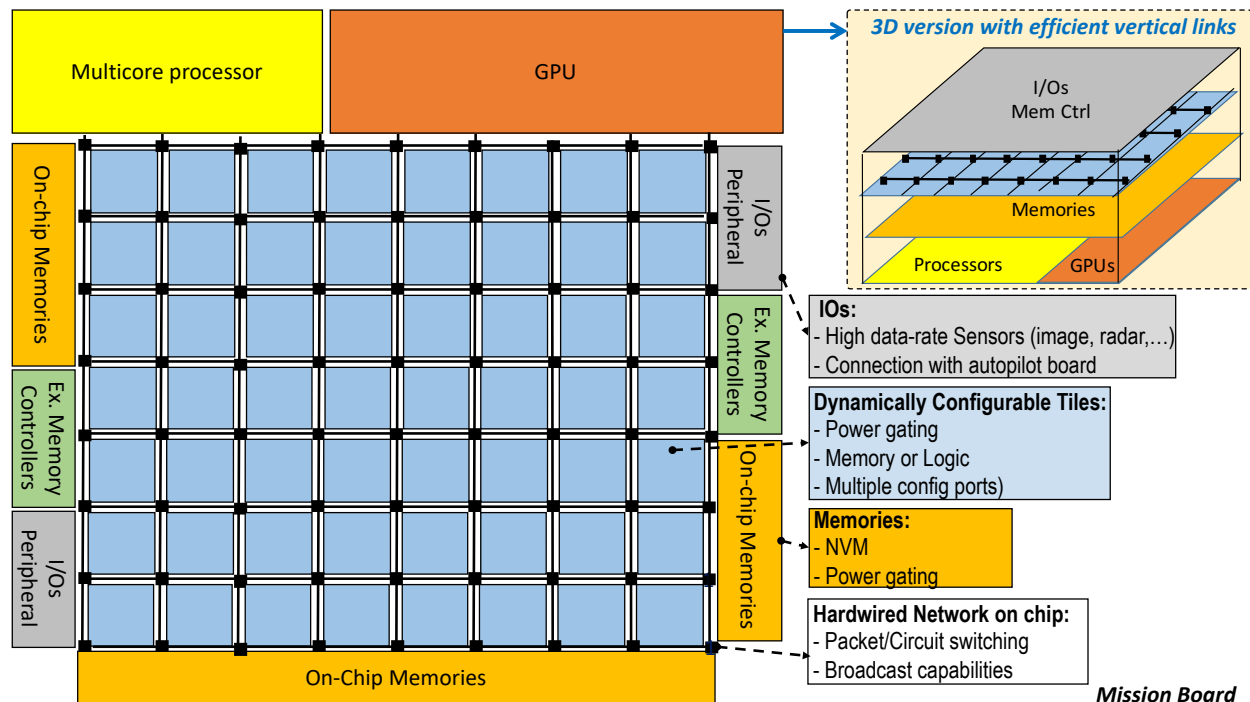 Multicore processor
GPU
3D version with efficient vertical links
I/Os
Mem Ctrl
Memories
Processors
GPUs
On-chip Memories
Ex. Memory
Controllers
I/Os
Peripheral
I/Os
Peripheral
Ex. Memory
Controllers
On-chip Memories
On-Chip Memories
IOs:
- High data-rate Sensors (image, radar,...)
- Connection with autopilot board
Dynamically Configurable Tiles:
- Power gating
- Memory or Logic
- Multiple config ports)
Memories:
- NVM
- Power gating
Hardwired Network on chip:
- Packet/Circuit switching
- Broadcast capabilities
Mission Board